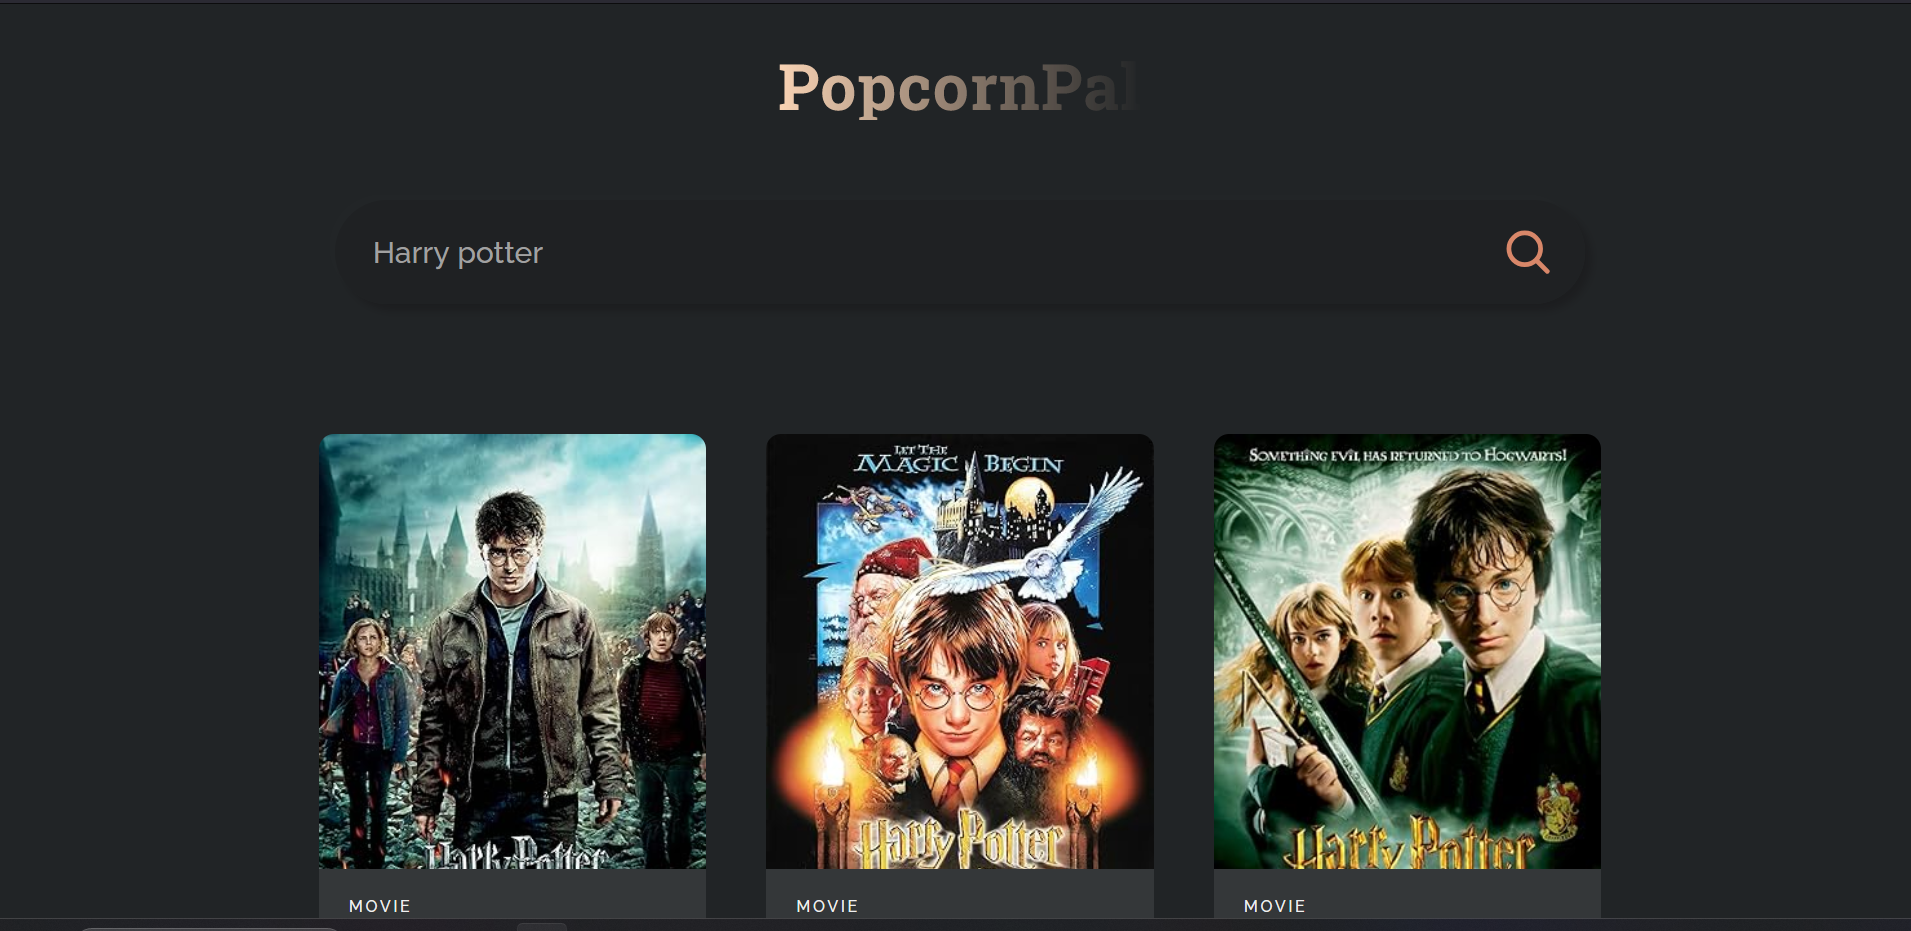 PopcornPal
Harry potter
LET THE
MAGIC BEGIN
SOMETHING EVIL HAS RETURNED TO HOGWARTS!
Harry Potter
Harry Potter
Harry Potter
MOVIE
MOVIE
MOVIE